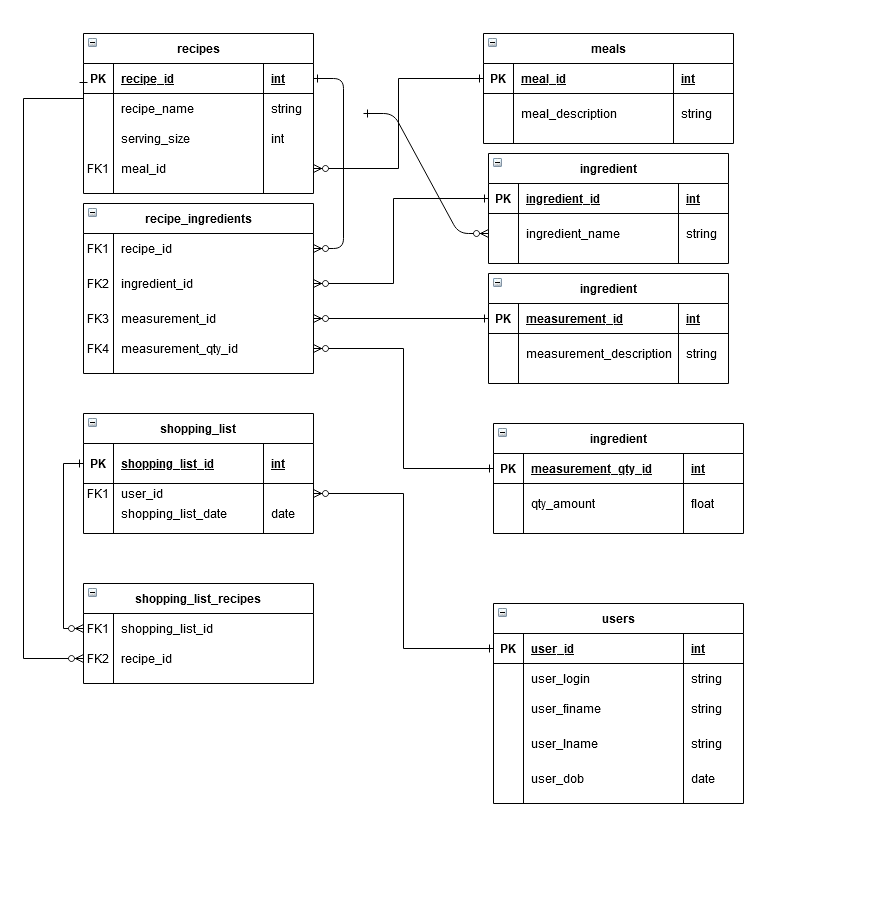 recipes
PK recipe_id int
recipe_name string
serving_size int
FK1 meal_id
recipe_ingredients
FK1 recipe_id
FK2 ingredient_id
FK3 measurement_id
FK4 measurement_qty_id
shopping_list
PK shopping_list_id int
FK1 user_id
shopping_list_date date
shopping_list_recipes
FK1 shopping_list_id
FK2 recipe_id
meals
PK meal_id int
meal_description string
ingredient
PK ingredient_id int
ingredient_name string
ingredient
PK measurement_id int
measurement_description string
ingredient
PK measurement_qty_id int
qty_amount float
users
PK user_id int
user_login string
user_finame string
user_lname string
user_dob date